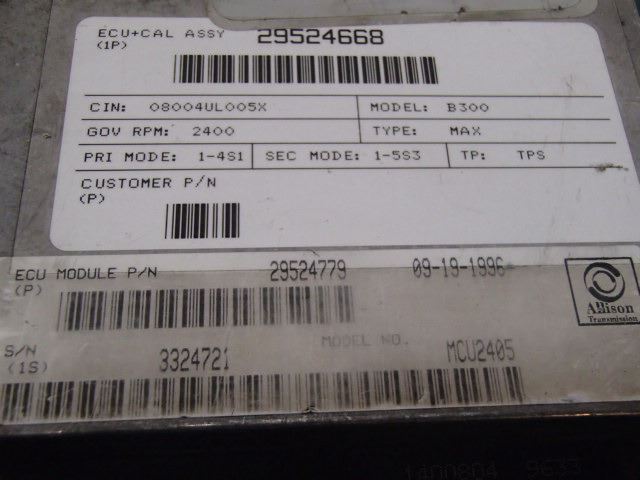 ECU+CAL ASSY 29524668
(1P)
CIN: 08004UL005X MODEL: B300
GOV RPM: 2400 TYPE: MAX
PRI MODE: 1-4S1 SEC MODE: 1-5S3 TP: TPS
CUSTOMER P/N
(P)
ECU MODULE P/N 29524779 09-19-1996
(P)
Allison
Transmission
S/N 3324721 MODEL NO. MCU2405
(1S)
1400804 9633